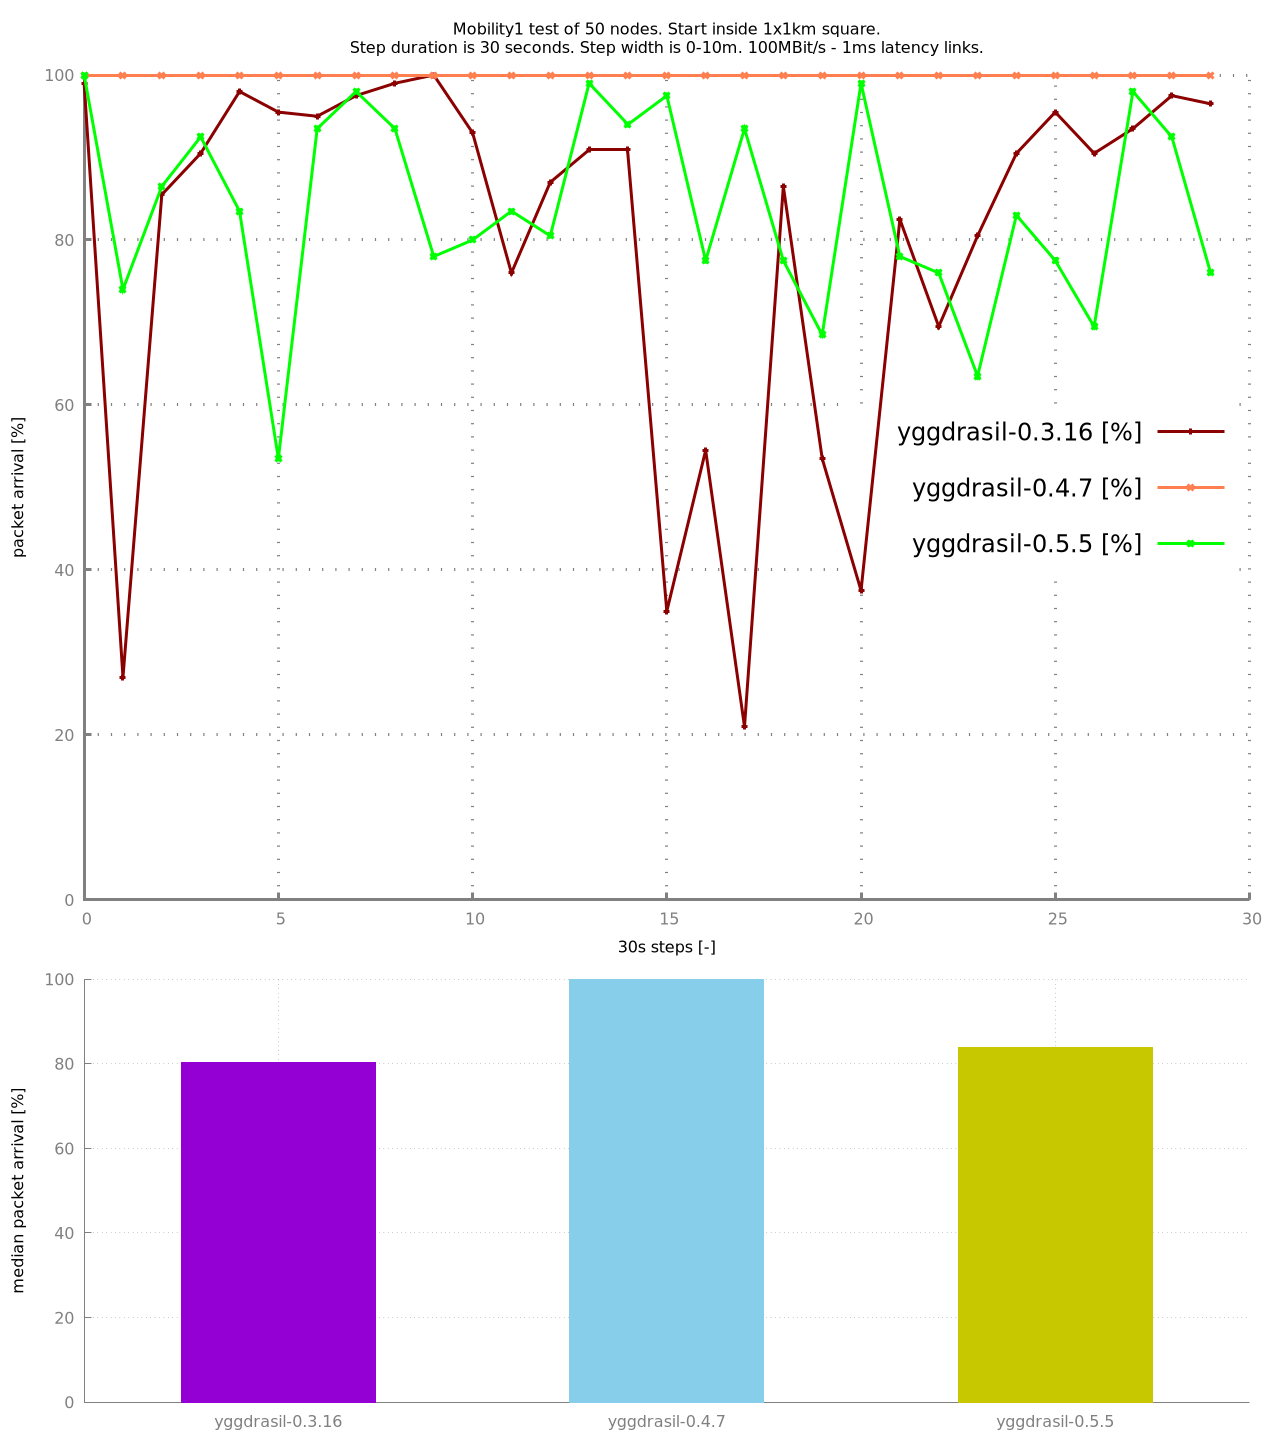 Mobility1 test of 50 nodes. Start inside 1x1km square.
Step duration is 30 seconds. Step width is 0-10m. 100MBit/s - 1ms latency links.
100
80
60
40
20
0
packet arrival [%]
yggdrasil-0.3.16 [%]
yggdrasil-0.4.7 [%]
yggdrasil-0.5.5 [%]
0 5 10 15 20 25 30
30s steps [-]
100
80
60
40
20
0
median packet arrival [%]
yggdrasil-0.3.16 yggdrasil-0.4.7 yggdrasil-0.5.5